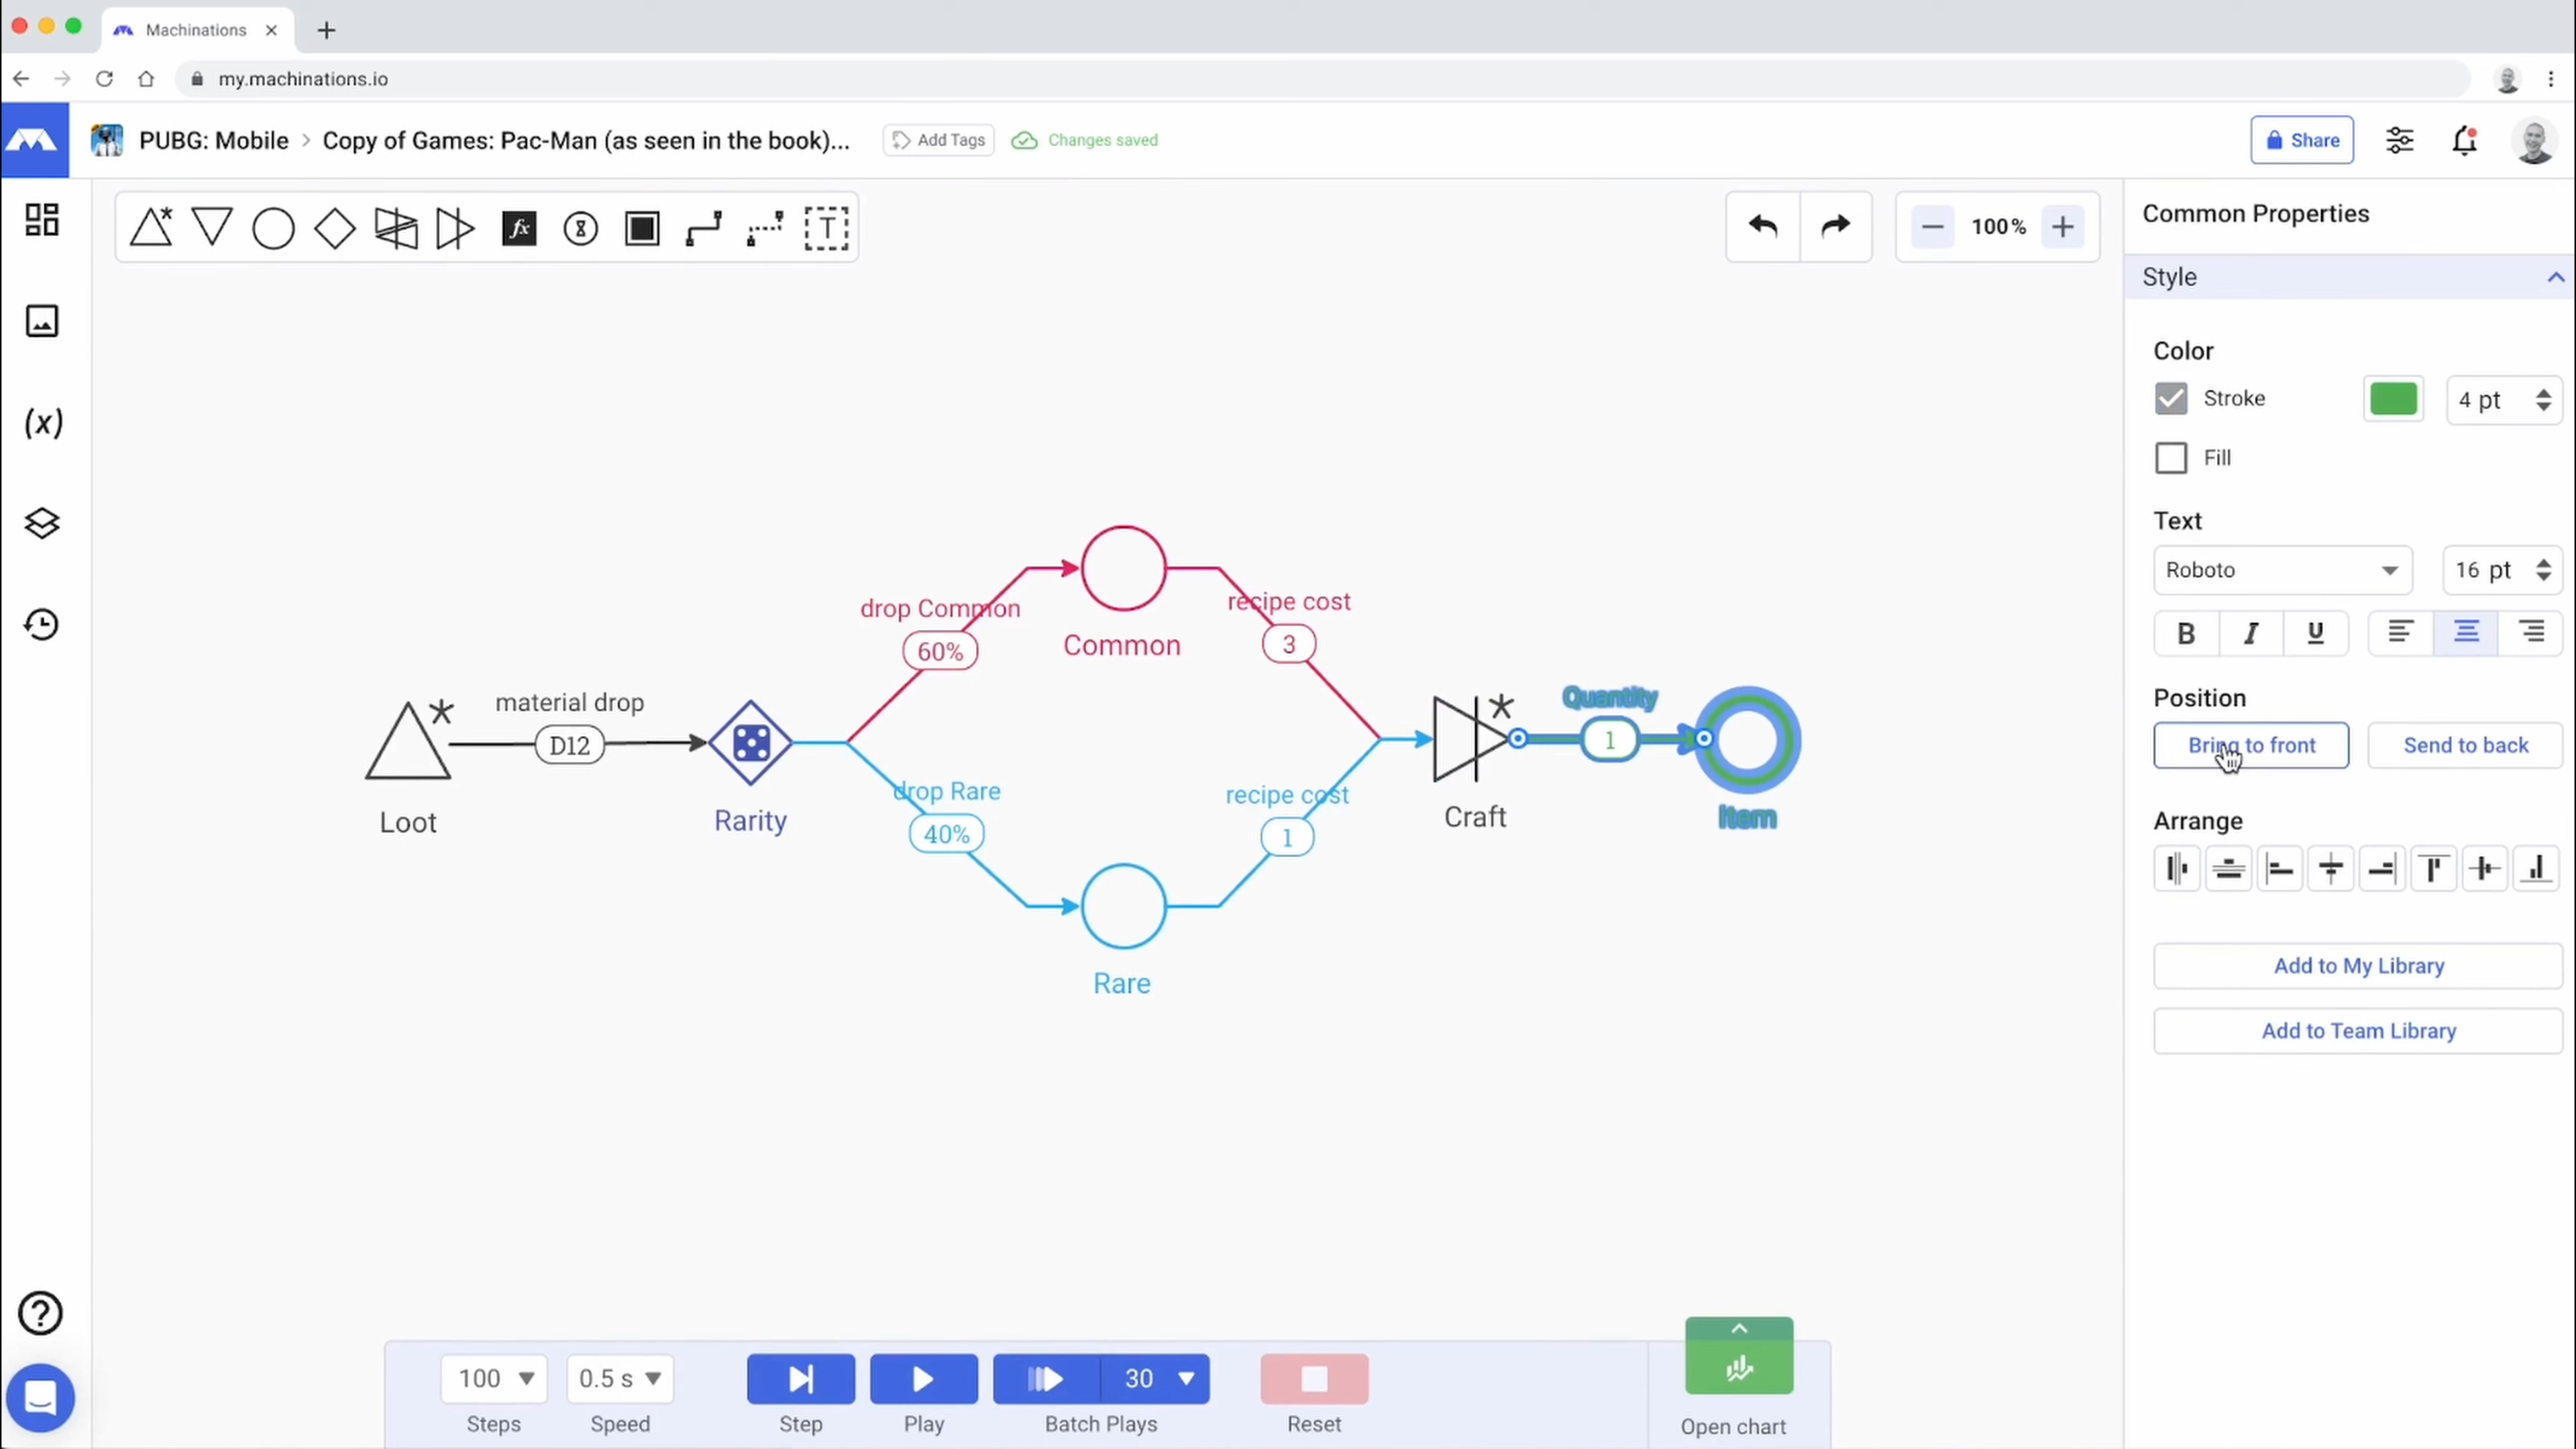 Machinations
my.machinations.io
PUBG: Mobile > Copy of Games: Pac-Man (as seen in the book)...
Add Tags
Changes saved
Share
(x)
fx
T
100%
Common Properties
Style
Color
Stroke
4 pt
Fill
Text
Roboto
16 pt
B I U
Position
Bring to front
Send to back
Arrange
Add to My Library
Add to Team Library
drop Common
60%
Common
recipe cost
3
material drop
D12
*
Loot
Rarity
drop Rare
40%
Rare
recipe cost
1
*
Craft
Quantity
1
Item
100
Steps
0.5 s
Speed
Step
Play
30
Batch Plays
Reset
Open chart